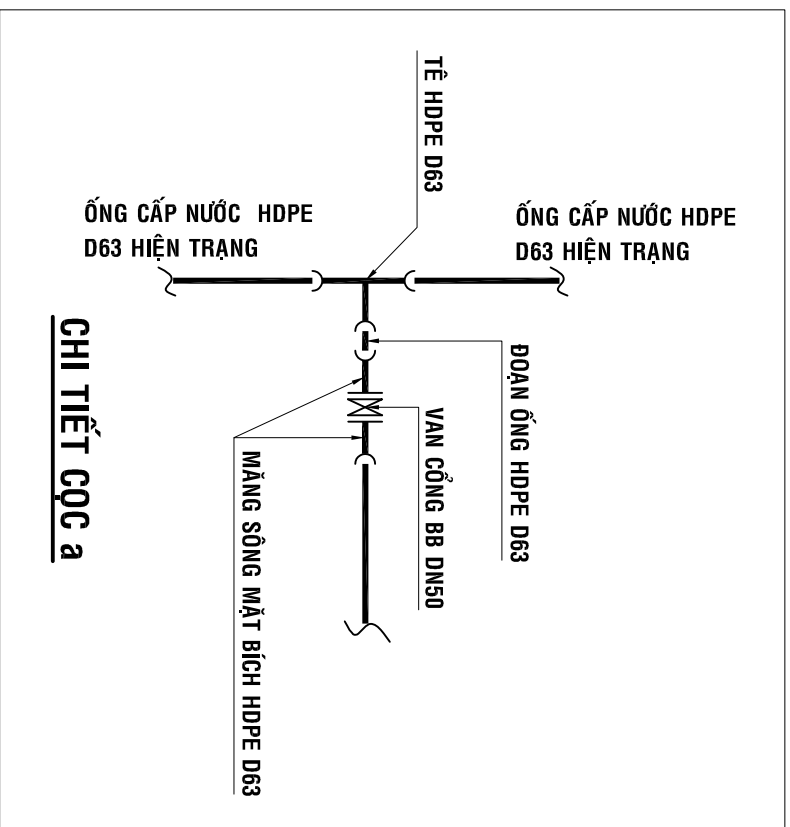 TÊ HDPE D63
ỐNG CẤP NƯỚC HDPE
D63 HIỆN TRẠNG
ỐNG CẤP NƯỚC HDPE
D63 HIỆN TRẠNG
ĐOẠN ỐNG HDPE D63
VAN CỔNG BB DN50
MĂNG SÔNG MẶT BÍCH HDPE D63
CHI TIẾT CỌC a